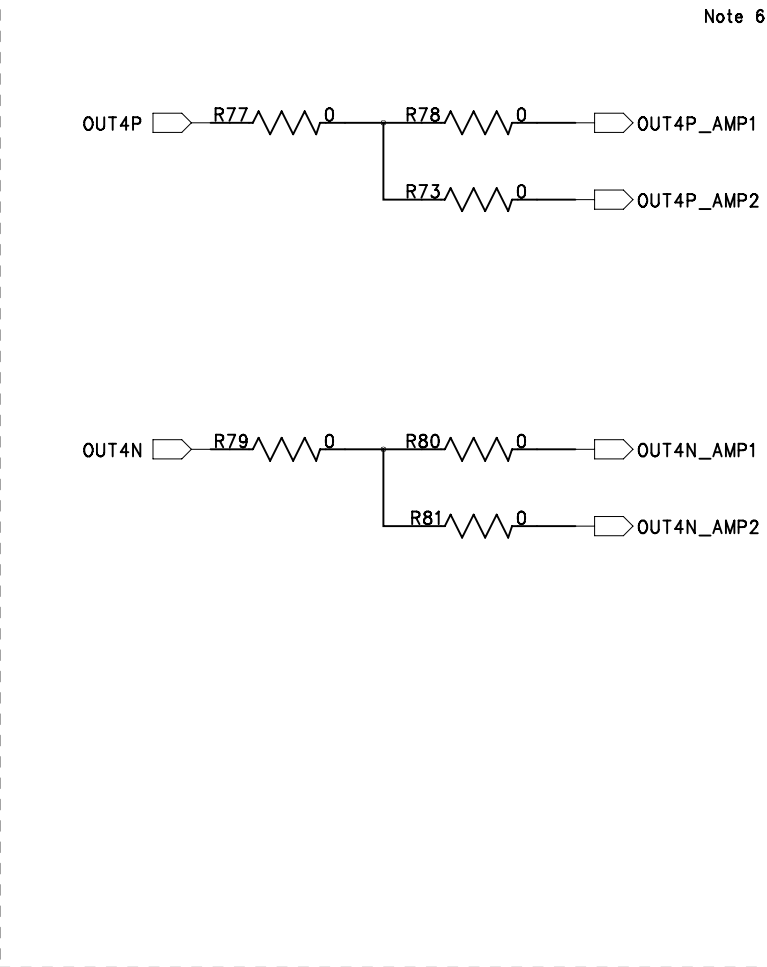 Note 6
OUT4P R77 0 R78 0 OUT4P_AMP1
R73 0 OUT4P_AMP2
OUT4N R79 0 R80 0 OUT4N_AMP1
R81 0 OUT4N_AMP2